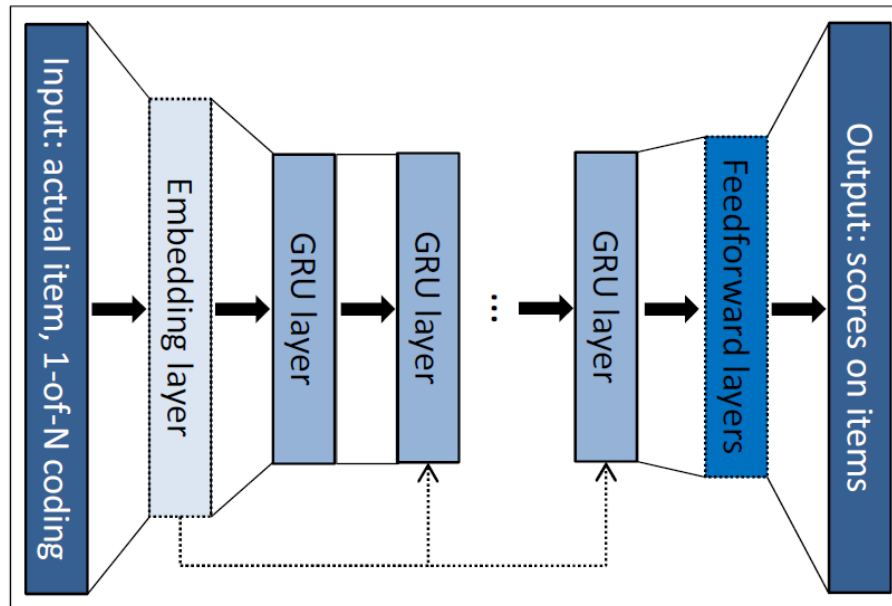 Input: actual item, 1-of-N coding
Embedding layer
GRU layer
GRU layer
...
GRU layer
Feedforward layers
Output: scores on items